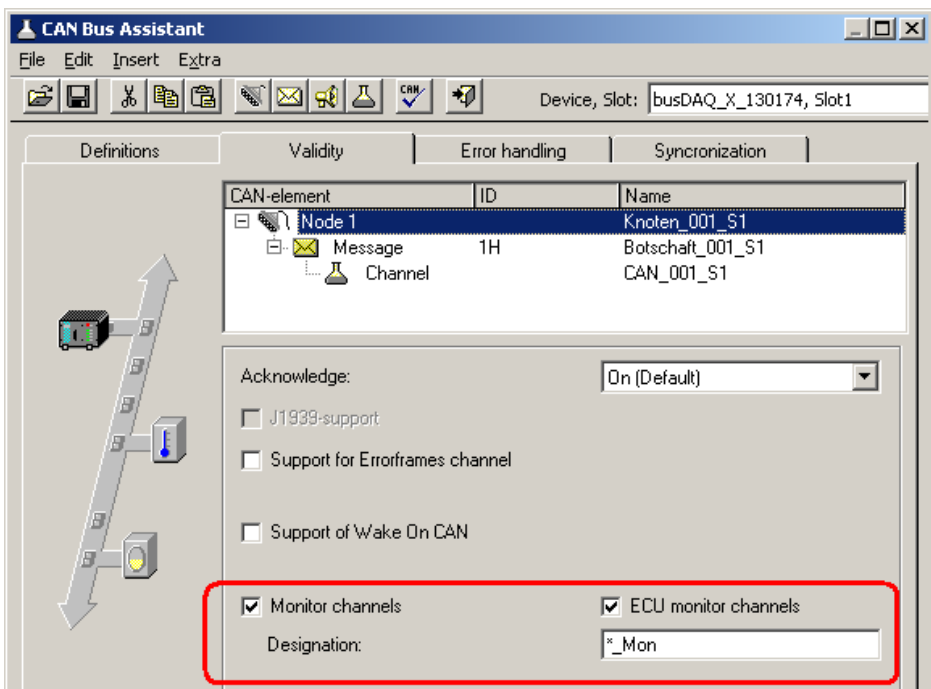 CAN Bus Assistant
File Edit Insert Extra
CAN Device, Slot: busDAQ_X_130174, Slot1
Definitions Validity Error handling Syncronization
CAN-element ID Name
Node 1 Knoten_001_S1
Message 1H Botschaft_001_S1
Channel CAN_001_S1
Acknowledge: On (Default)
J1939-support
Support for Errorframes channel
Support of Wake On CAN
Monitor channels ECU monitor channels
Designation: *_Mon